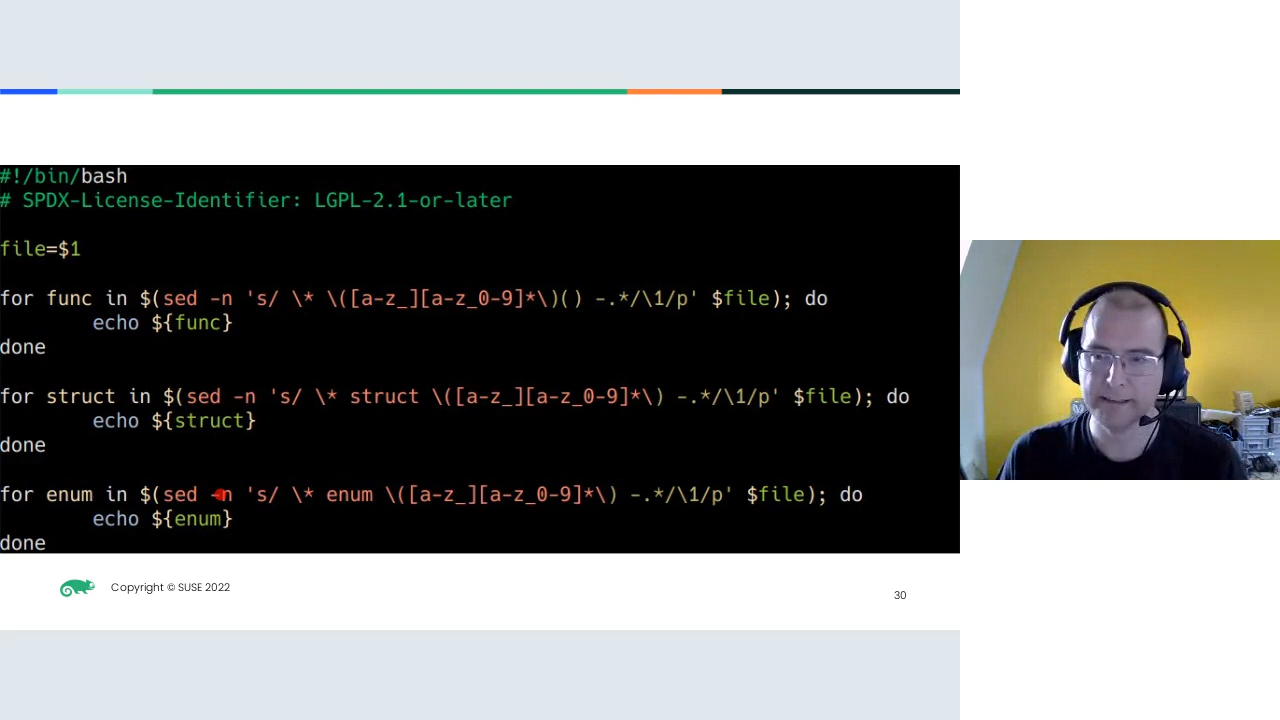 #!/bin/bash
# SPDX-License-Identifier: LGPL-2.1-or-later
file=$1
for func in $(sed -n 's/ \* \([a-z_][a-z_0-9]*\)() -.*/\1/p' $file); do
echo ${func}
done
for struct in $(sed -n 's/ \* struct \([a-z_][a-z_0-9]*\) -.*/\1/p' $file); do
echo ${struct}
done
for enum in $(sed -n 's/ \* enum \([a-z_][a-z_0-9]*\) -.*/\1/p' $file); do
echo ${enum}
done
Copyright © SUSE 2022
30